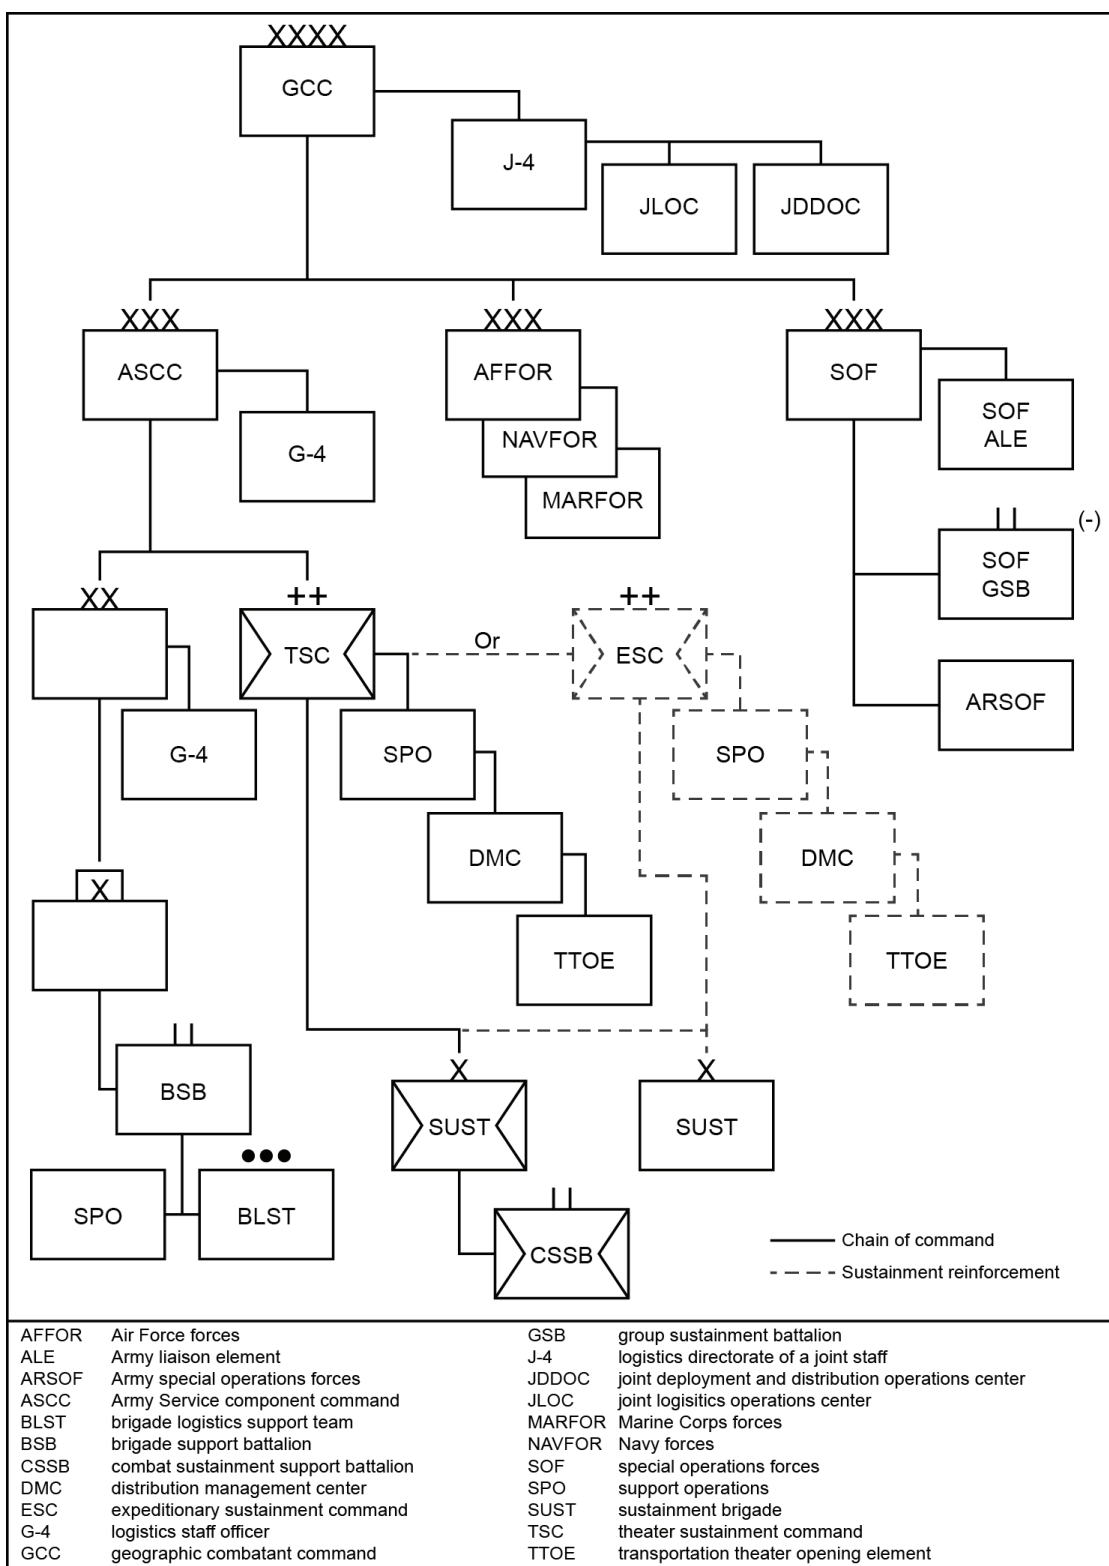 XXXX
GCC
J-4
JLOC
JDDOC
XXX
XXX
XXX
ASCC
AFFOR
SOF
SOF
ALE
G-4
NAVFOR
MARFOR
(-)
SOF
GSB
XX
++
++
TSC
Or
ESC
ARSOF
G-4
SPO
SPO
DMC
DMC
X
TTOE
TTOE
BSB
X
X
SUST
SUST
SPO
BLST
CSSB
Chain of command
Sustainment reinforcement
AFFOR Air Force forces
ALE Army liaison element
ARSOF Army special operations forces
ASCC Army Service component command
BLST brigade logistics support team
BSB brigade support battalion
CSSB combat sustainment support battalion
DMC distribution management center
ESC expeditionary sustainment command
G-4 logistics staff officer
GCC geographic combatant command
GSB group sustainment battalion
J-4 logistics directorate of a joint staff
JDDOC joint deployment and distribution operations center
JLOC joint logisitics operations center
MARFOR Marine Corps forces
NAVFOR Navy forces
SOF special operations forces
SPO support operations
SUST sustainment brigade
TSC theater sustainment command
TTOE transportation theater opening element